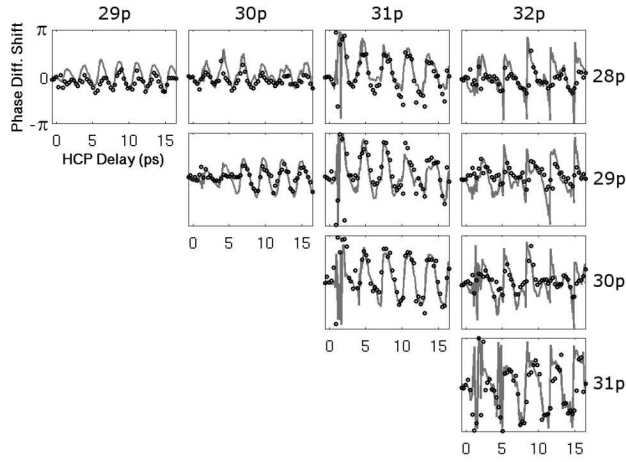 29p 30p 31p 32p
π
0
-π
Phase Diff. Shift
28p
0 5 10 15
HCP Delay (ps)
29p
0 5 10 15
30p
0 5 10 15
31p
0 5 10 15